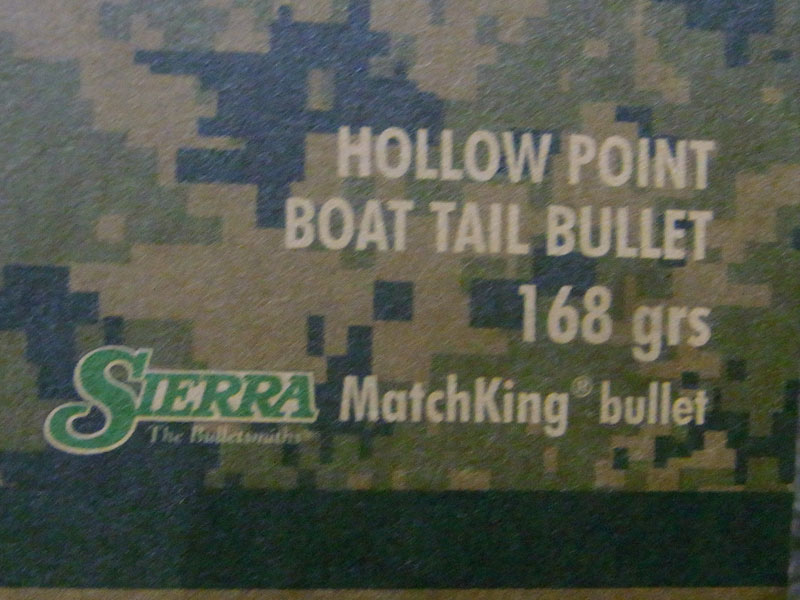 HOLLOW POINT
BOAT TAIL BULLET
168 grs
SIERRA MatchKing® bullet
The Bulletsmiths